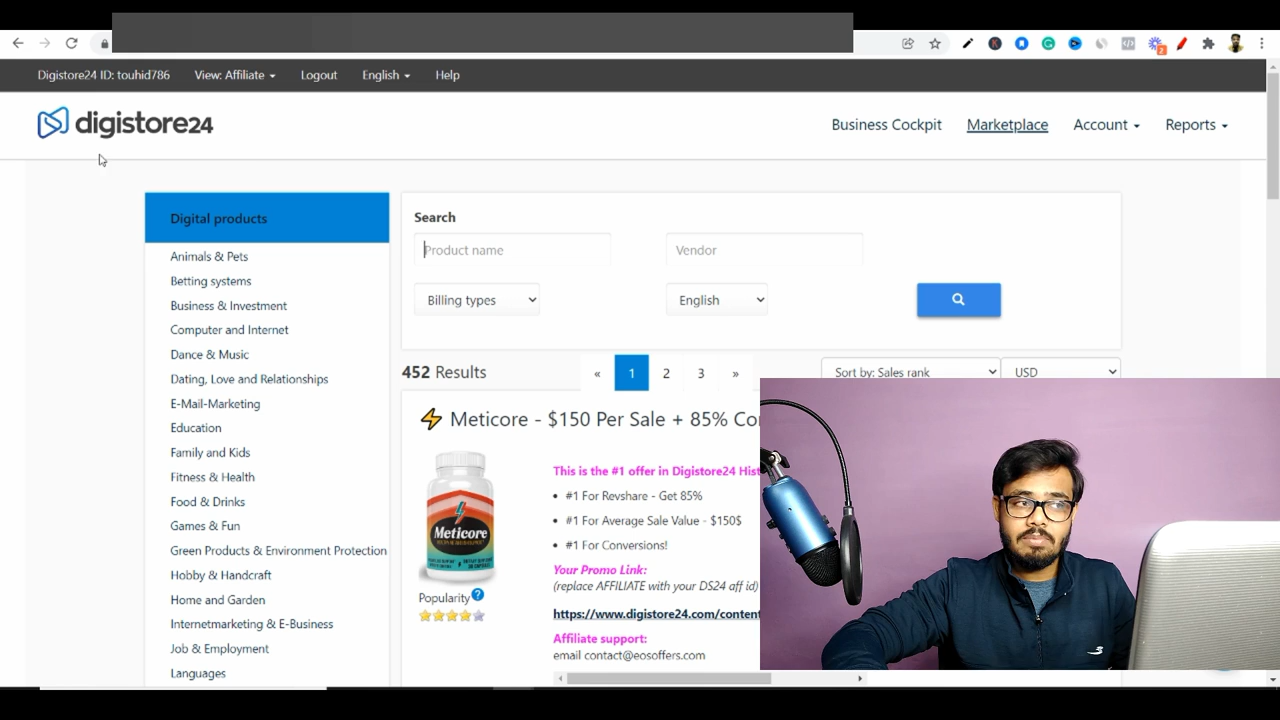 Digistore24 ID: touhid786 View: Affiliate Logout English Help
digistore24
Business Cockpit Marketplace Account Reports
Digital products
Animals & Pets
Betting systems
Business & Investment
Computer and Internet
Dance & Music
Dating, Love and Relationships
E-Mail-Marketing
Education
Family and Kids
Fitness & Health
Food & Drinks
Games & Fun
Green Products & Environment Protection
Hobby & Handcraft
Home and Garden
Internetmarketing & E-Business
Job & Employment
Languages
Search
Product name Vendor
Billing types English
452 Results « 1 2 3 » Sort by: Sales rank USD
Meticore - $150 Per Sale + 85% Co
Meticore
Popularity ?
This is the #1 offer in Digistore24 Hist
• #1 For Revshare - Get 85%
• #1 For Average Sale Value - $150$
• #1 For Conversions!
Your Promo Link:
(replace AFFILIATE with your DS24 aff id)
https://www.digistore24.com/content
Affiliate support:
email contact@eosoffers.com